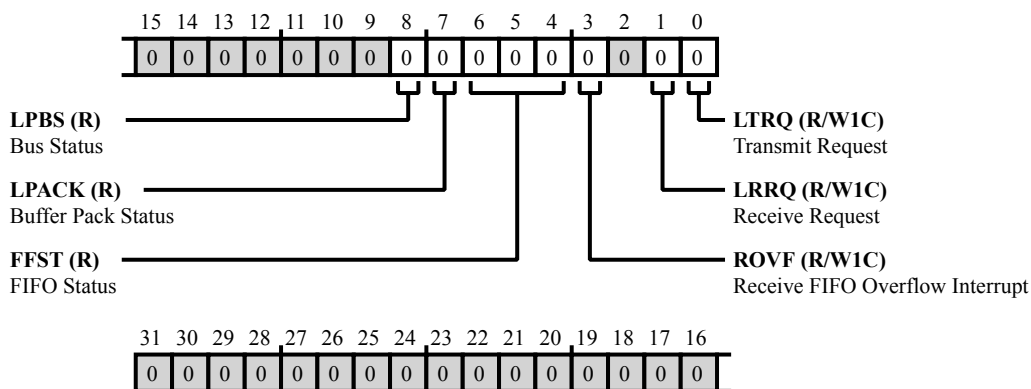 15 14 13 12 11 10 9 8 7 6 5 4 3 2 1 0
0 0 0 0 0 0 0 0 0 0 0 0 0 0 0 0
LPBS (R)
Bus Status
LPACK (R)
Buffer Pack Status
FFST (R)
FIFO Status
LTRQ (R/W1C)
Transmit Request
LRRQ (R/W1C)
Receive Request
ROVF (R/W1C)
Receive FIFO Overflow Interrupt
31 30 29 28 27 26 25 24 23 22 21 20 19 18 17 16
0 0 0 0 0 0 0 0 0 0 0 0 0 0 0 0